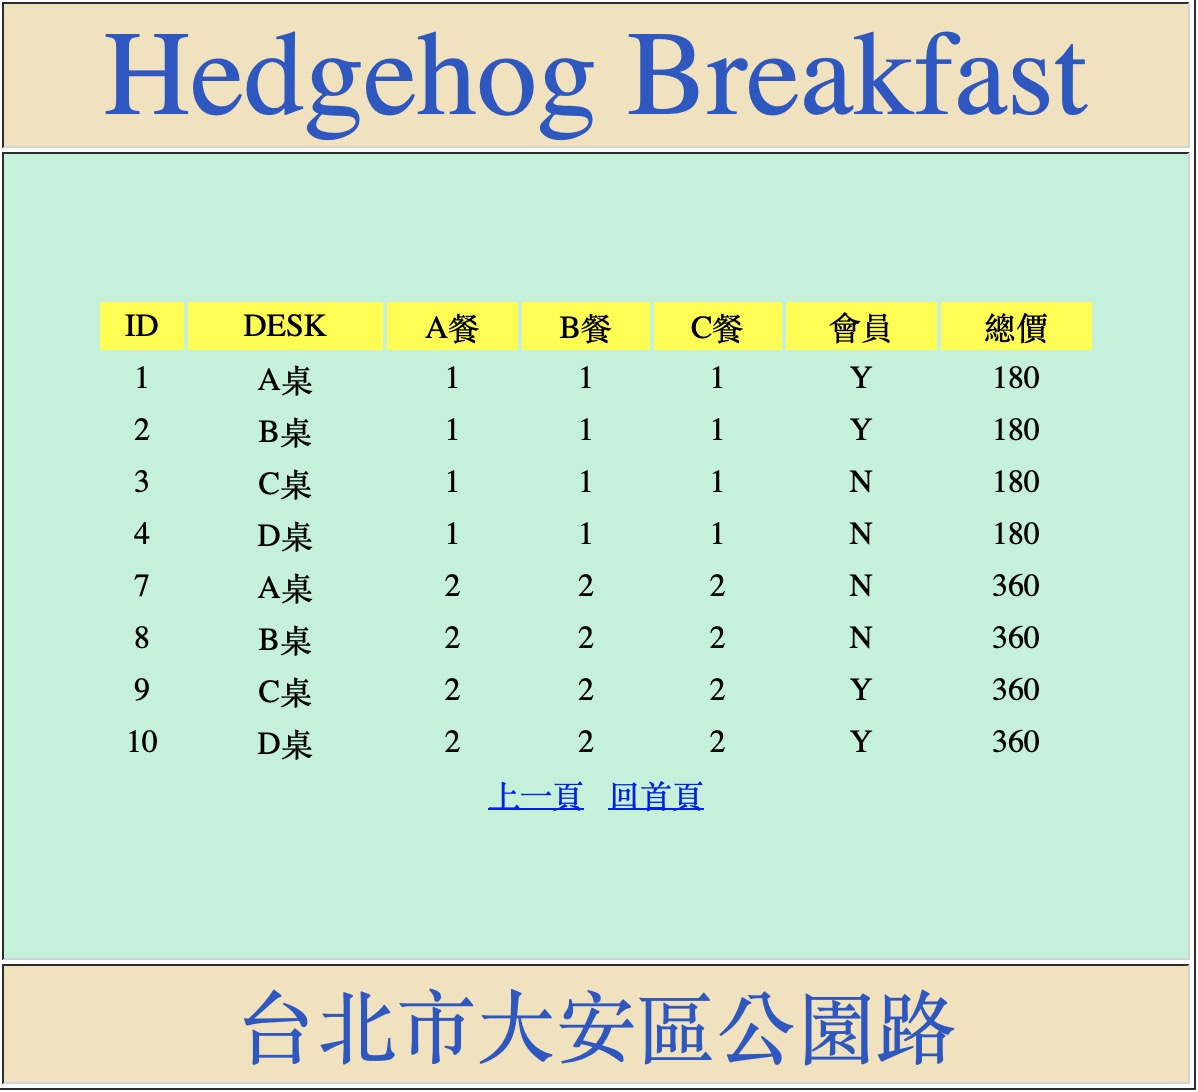 Hedgehog Breakfast
ID DESK A餐 B餐 C餐 會員 總價
1 A桌 1 1 1 Y 180
2 B桌 1 1 1 Y 180
3 C桌 1 1 1 N 180
4 D桌 1 1 1 N 180
7 A桌 2 2 2 N 360
8 B桌 2 2 2 N 360
9 C桌 2 2 2 Y 360
10 D桌 2 2 2 Y 360
上一頁 回首頁
台北市大安區公園路